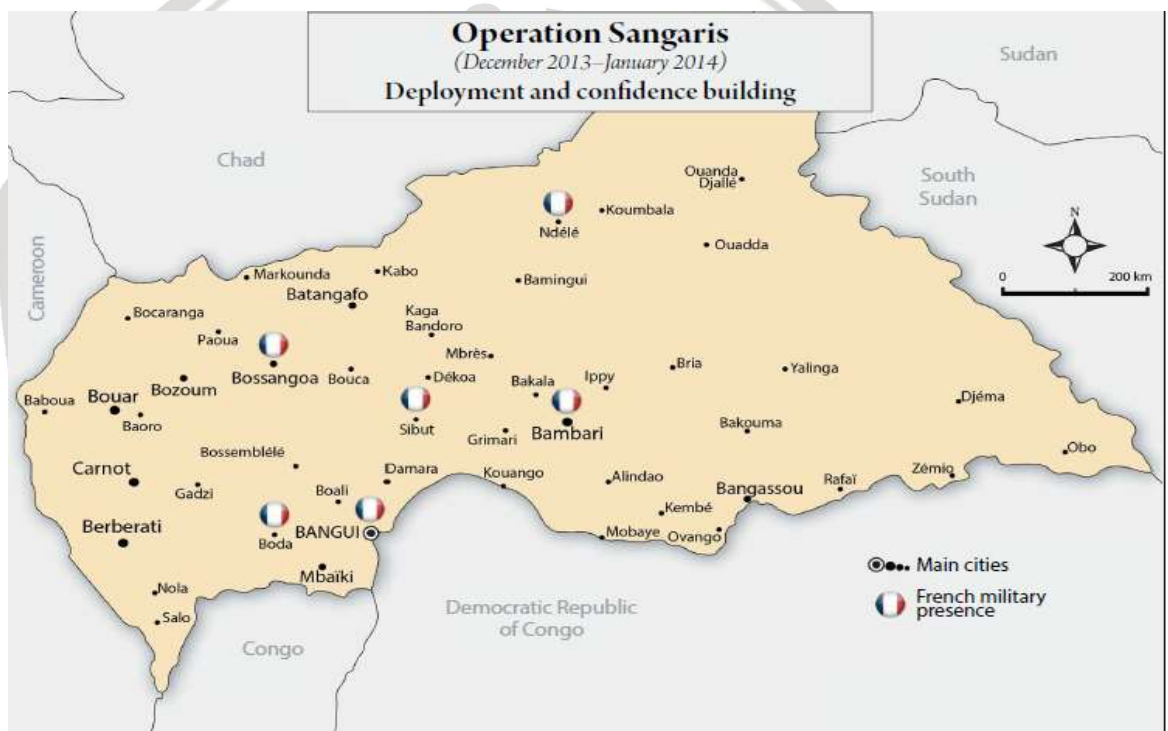 Operation Sangaris
(December 2013–January 2014)
Deployment and confidence building
Sudan
Chad
South
Sudan
Cameroon
Ouanda
Djallé
Koumbala
Ndélé
Ouadda
N
0
200 km
Markounda
Kabo
Bamingui
Batangafo
Bocaranga
Kaga
Bandoro
Paoua
Mbrès
Bossangoa
Bouca
Dékoa
Bakala
Ippy
Bria
Yalinga
Bozoum
Baboua
Bouar
Baoro
Sibut
Grimari
Bambari
Bakouma
Djéma
Obo
Bossemblélé
Carnot
Gadzi
Damara
Kouango
Alindao
Bangassou
Rafaï
Zémio
Boali
Kembé
Berberati
Boda
BANGUI
Mobaye
Ovango
Mbaïki
Nola
Salo
Main cities
French military
presence
Democratic Republic
of Congo
Congo